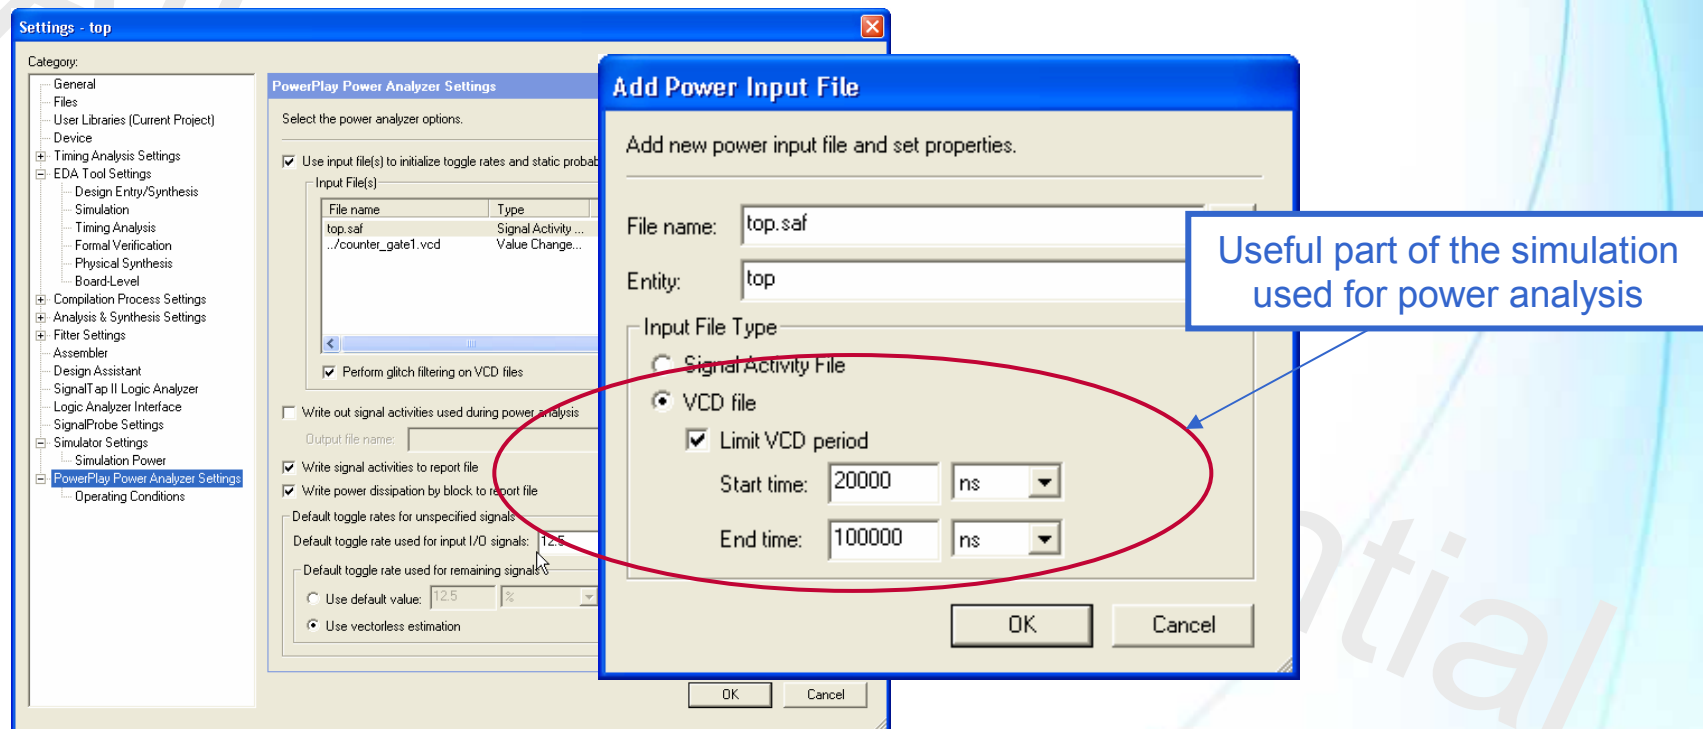 Settings - top
Category:
General
Files
User Libraries (Current Project)
Device
Timing Analysis Settings
EDA Tool Settings
Design Entry/Synthesis
Simulation
Timing Analysis
Formal Verification
Physical Synthesis
Board-Level
Compilation Process Settings
Analysis & Synthesis Settings
Fitter Settings
Assembler
Design Assistant
SignalTap II Logic Analyzer
Logic Analyzer Interface
SignalProbe Settings
Simulator Settings
Simulation Power
PowerPlay Power Analyzer Settings
Operating Conditions
PowerPlay Power Analyzer Settings
Select the power analyzer options.
Use input file(s) to initialize toggle rates and static probab
Input File(s)
File name Type
top.saf Signal Activity ...
../counter_gate1.vcd Value Change...
Perform glitch filtering on VCD files
Write out signal activities used during power analysis
Output file name:
Write signal activities to report file
Write power dissipation by block to report file
Default toggle rates for unspecified signals
Default toggle rate used for input I/O signals: 12.5
Default toggle rate used for remaining signals
Use default value: 12.5 %
Use vectorless estimation
OK Cancel
Add Power Input File
Add new power input file and set properties.
File name: top.saf
Entity: top
Input File Type
Signal Activity File
VCD file
Limit VCD period
Start time: 20000 ns
End time: 100000 ns
OK Cancel
Useful part of the simulation
used for power analysis
ntial